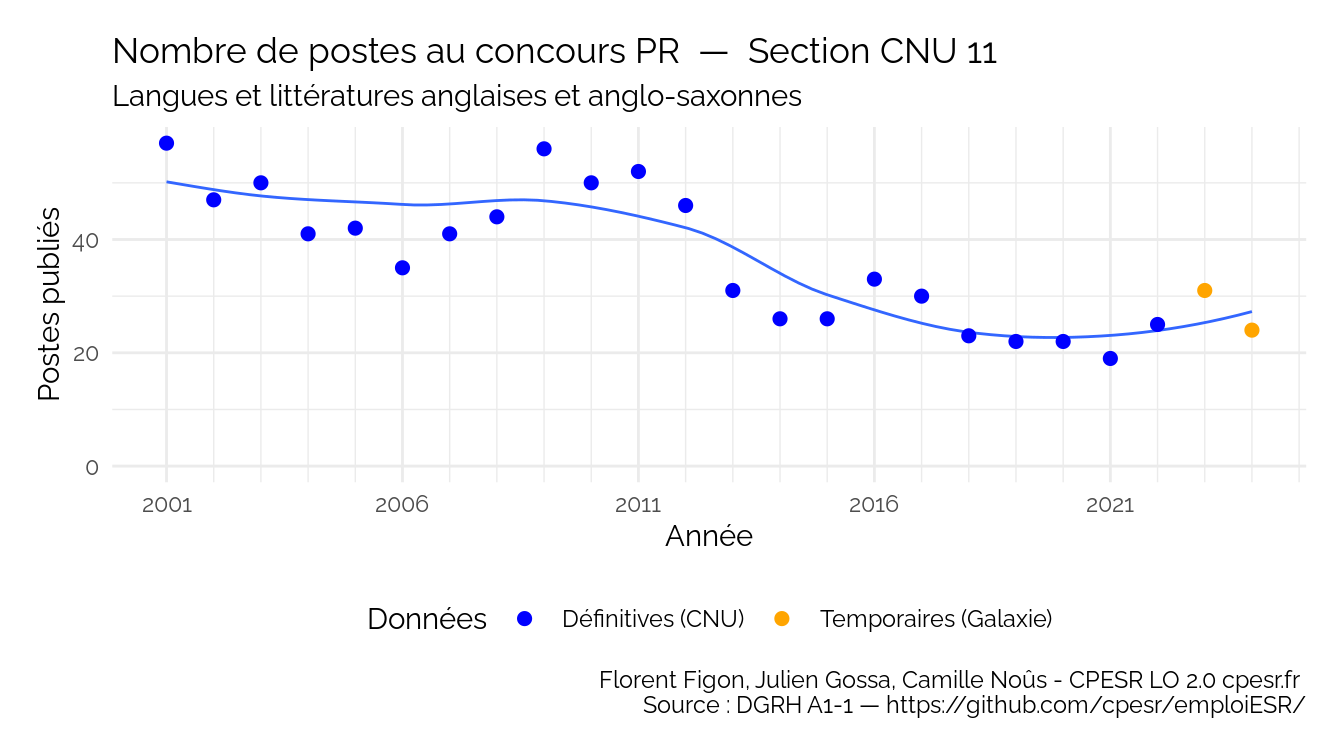 Nombre de postes au concours PR  —  Section CNU 11
Langues et littératures anglaises et anglo-saxonnes
Postes publiés
40
20
0
2001 2006 2011 2016 2021
Année
Données Définitives (CNU) Temporaires (Galaxie)
Florent Figon, Julien Gossa, Camille Noûs - CPESR LO 2.0 cpesr.fr
Source : DGRH A1-1 — https://github.com/cpesr/emploiESR/